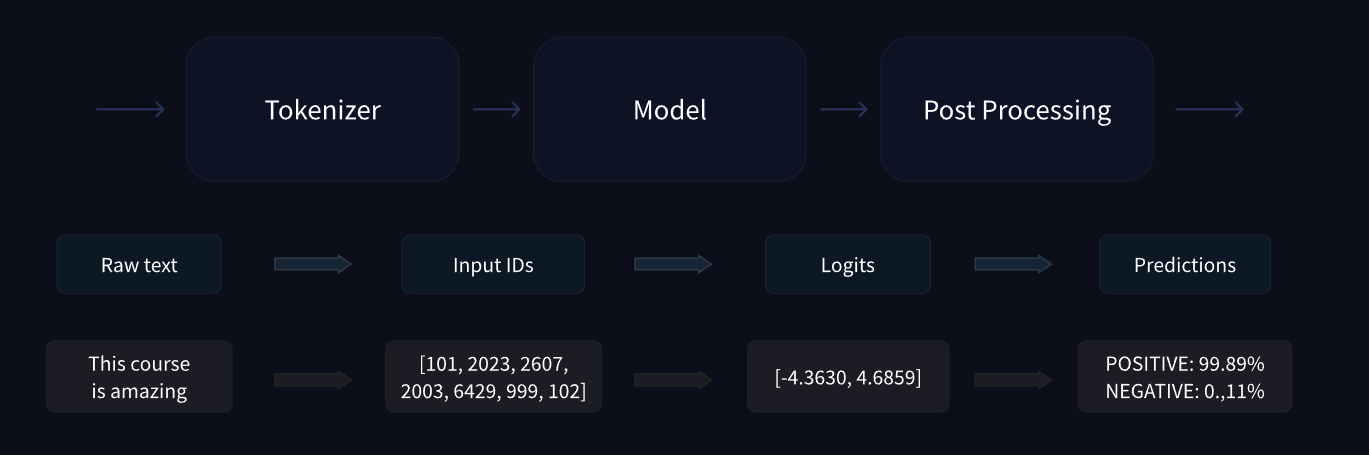 Tokenizer
Model
Post Processing
Raw text
Input IDs
Logits
Predictions
This course
is amazing
[101, 2023, 2607,
2003, 6429, 999, 102]
[-4.3630, 4.6859]
POSITIVE: 99.89%
NEGATIVE: 0.,11%